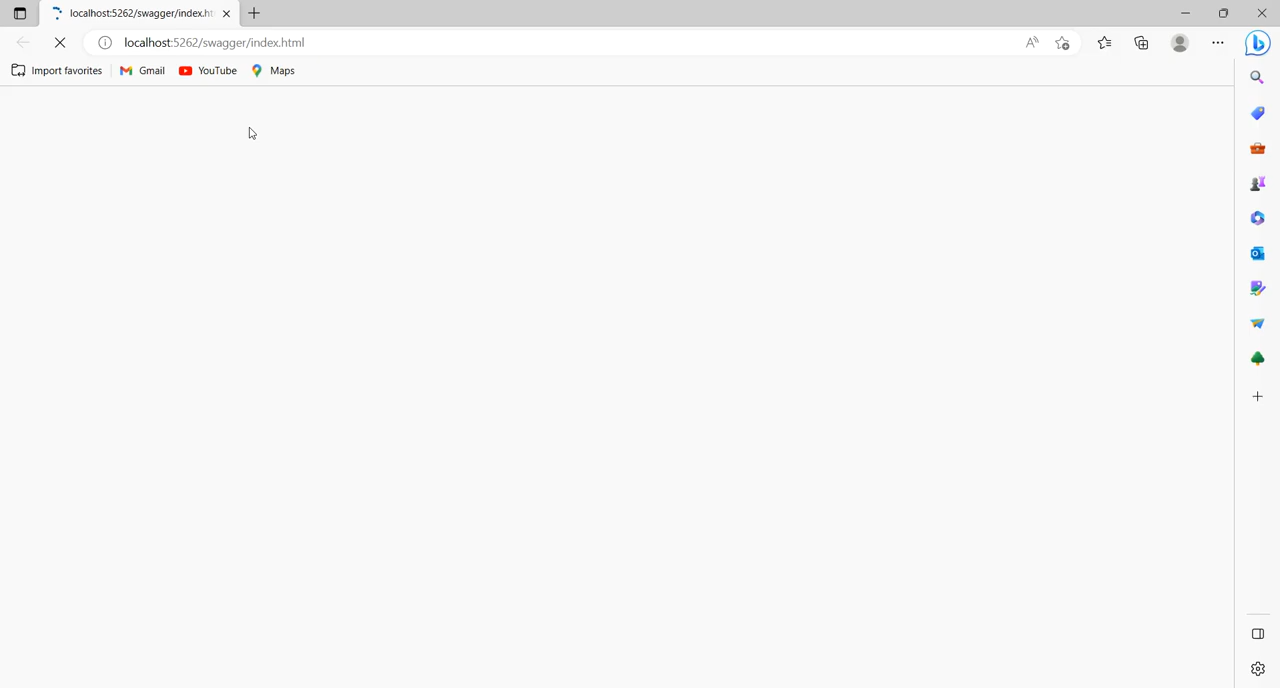 localhost:5262/swagger/index.ht
localhost:5262/swagger/index.html
Import favorites
Gmail
YouTube
Maps